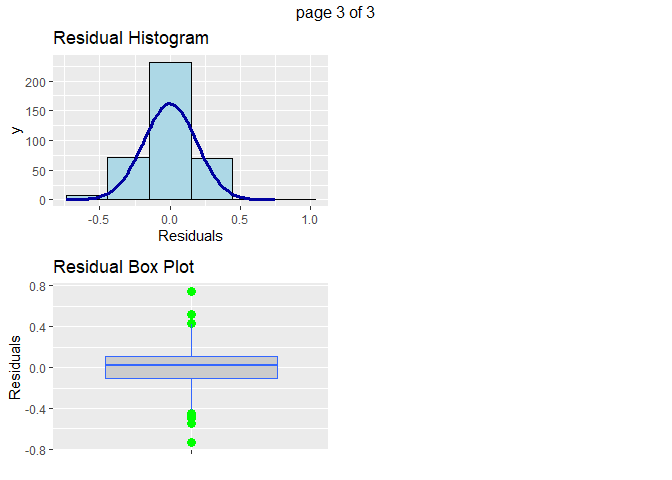 page 3 of 3
Residual Histogram
200
150
100
50
0
y
-0.5 0.0 0.5 1.0
Residuals
Residual Box Plot
0.8
0.4
0.0
-0.4
-0.8
Residuals